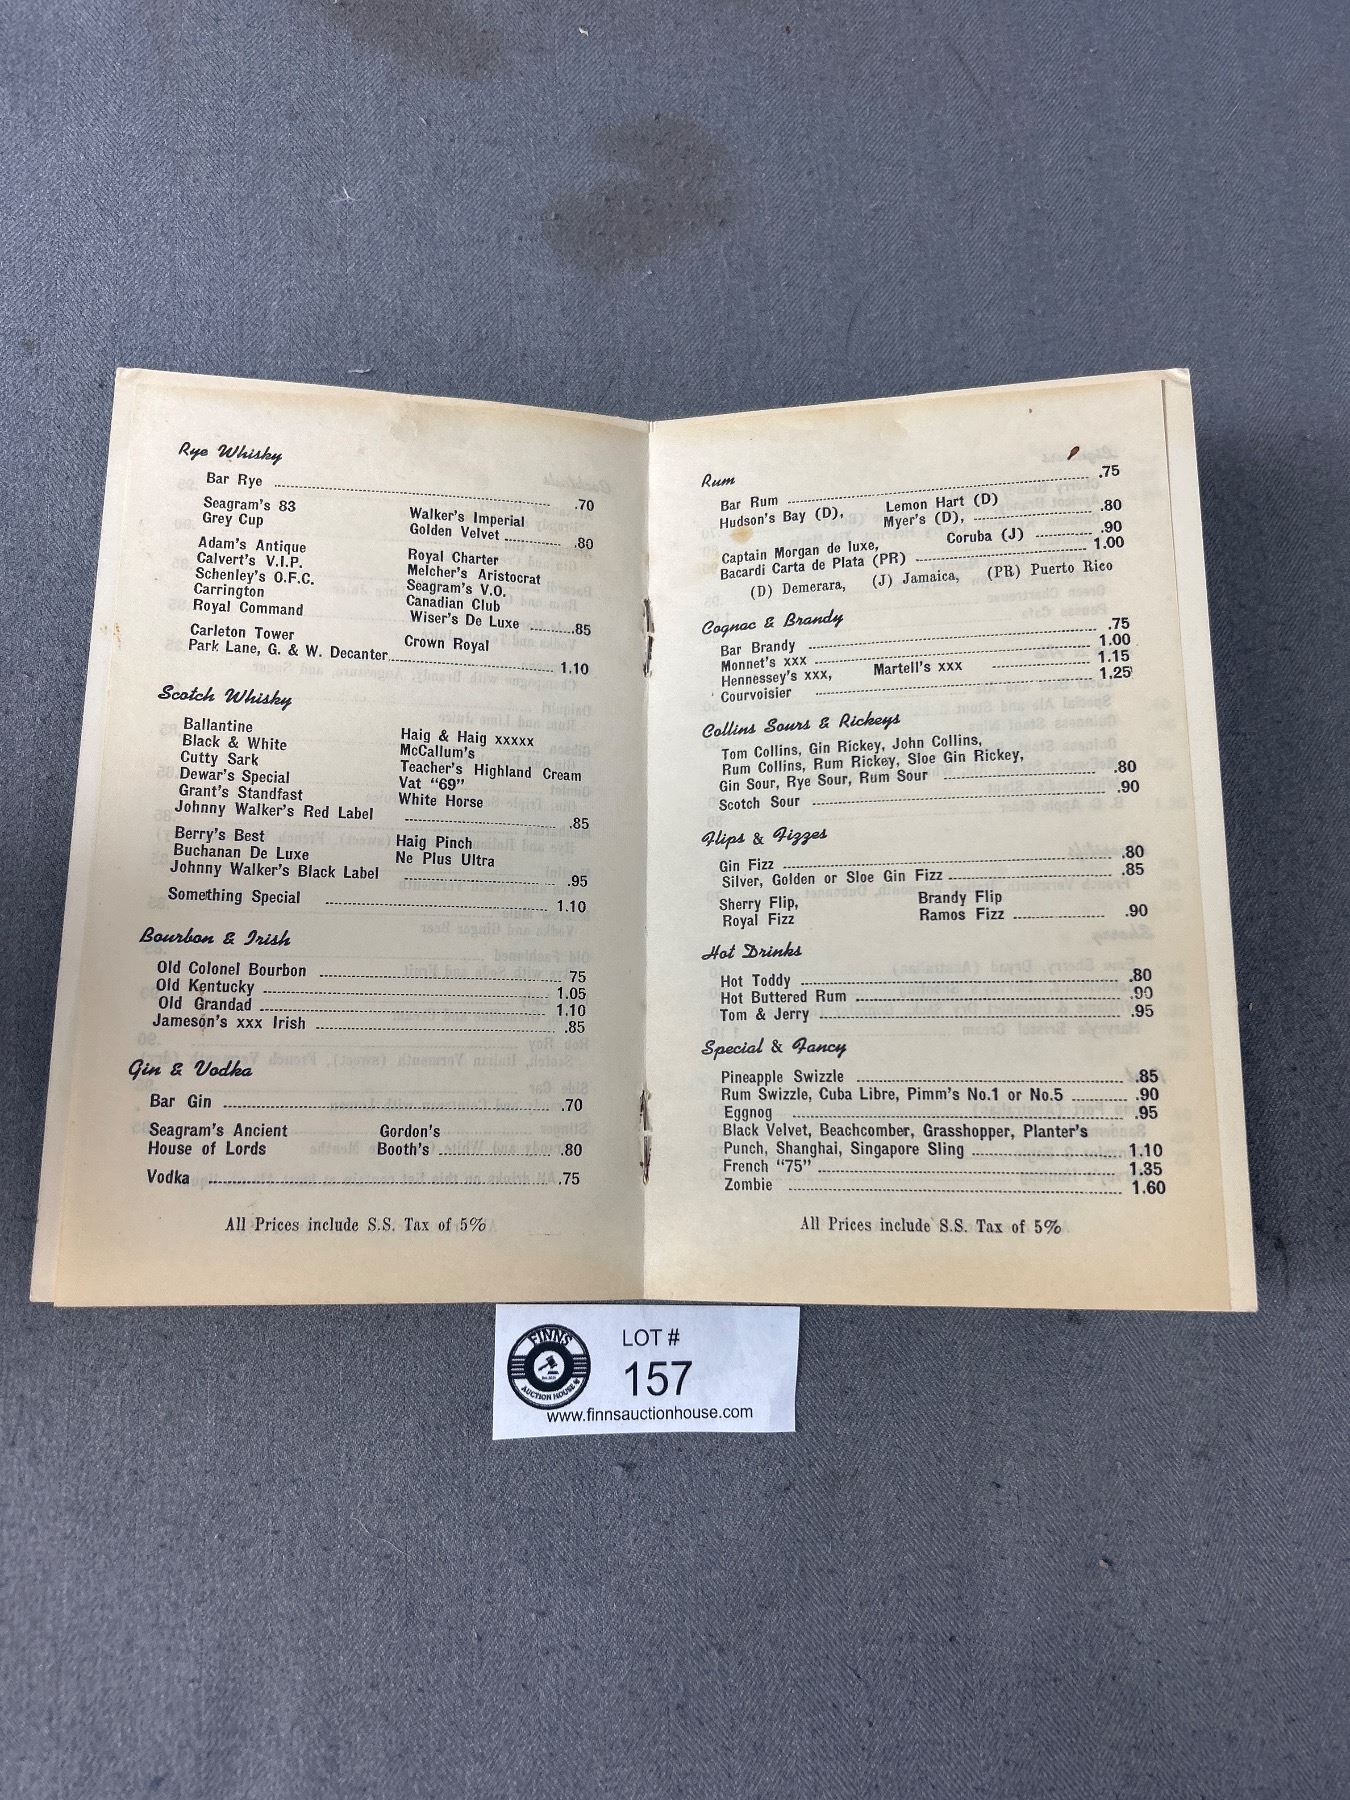 Rye Whisky
Bar Rye .70
Seagram's 83 Walker's Imperial
Grey Cup Golden Velvet .80
Adam's Antique Royal Charter
Calvert's V.I.P. Melcher's Aristocrat
Schenley's O.F.C. Seagram's V.O.
Carrington Canadian Club
Royal Command Wiser's De Luxe .85
Carleton Tower Crown Royal
Park Lane, G. & W. Decanter 1.10
Scotch Whisky
Ballantine Haig & Haig xxxxx
Black & White McCallum's
Cutty Sark Teacher's Highland Cream
Dewar's Special Vat "69"
Grant's Standfast White Horse
Johnny Walker's Red Label .85
Berry's Best Haig Pinch
Buchanan De Luxe Ne Plus Ultra
Johnny Walker's Black Label .95
Something Special 1.10
Bourbon & Irish
Old Colonel Bourbon 75
Old Kentucky 1.05
Old Grandad 1.10
Jameson's xxx Irish .85
Gin & Vodka
Bar Gin .70
Seagram's Ancient Gordon's
House of Lords Booth's .80
Vodka .75
All Prices include S.S. Tax of 5%
Rum
Bar Rum .75
Hudson's Bay (D), Lemon Hart (D)
Myer's (D), .80
Captain Morgan de luxe, Coruba (J) .90
Bacardi Carta de Plata (PR) 1.00
(D) Demerara, (J) Jamaica, (PR) Puerto Rico
Cognac & Brandy
Bar Brandy .75
Monnet's xxx 1.00
Hennessey's xxx, Martell's xxx 1.15
Courvoisier 1.25
Collins Sours & Rickeys
Tom Collins, Gin Rickey, John Collins,
Rum Collins, Rum Rickey, Sloe Gin Rickey,
Gin Sour, Rye Sour, Rum Sour .80
Scotch Sour .90
Flips & Fizzes
Gin Fizz .80
Silver, Golden or Sloe Gin Fizz .85
Sherry Flip, Brandy Flip
Royal Fizz Ramos Fizz .90
Hot Drinks
Hot Toddy .80
Hot Buttered Rum .90
Tom & Jerry .95
Special & Fancy
Pineapple Swizzle .85
Rum Swizzle, Cuba Libre, Pimm's No.1 or No.5 .90
Eggnog .95
Black Velvet, Beachcomber, Grasshopper, Planter's
Punch, Shanghai, Singapore Sling 1.10
French "75" 1.35
Zombie 1.60
All Prices include S.S. Tax of 5%
FINNS
AUCTION HOUSE
LOT #
157
www.finnsauctionhouse.com